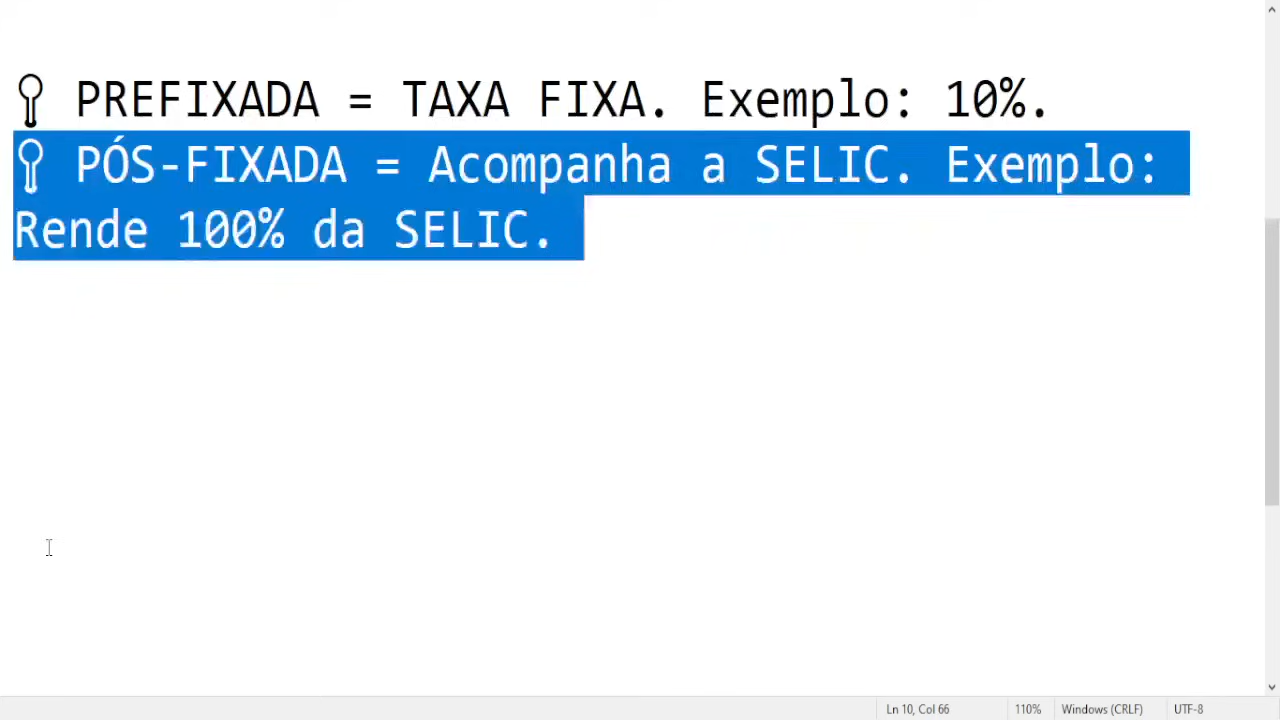 PREFIXADA = TAXA FIXA. Exemplo: 10%.
PÓS-FIXADA = Acompanha a SELIC. Exemplo:
Rende 100% da SELIC.
Ln 10, Col 66 110% Windows (CRLF) UTF-8